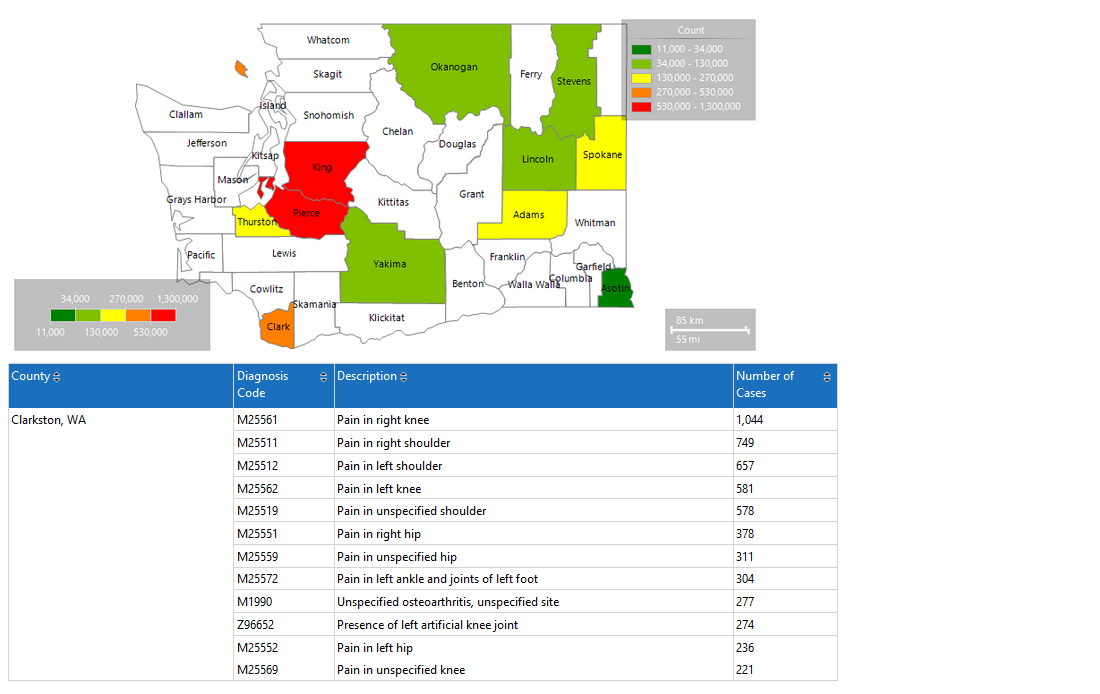 Whatcom
Okanogan
Ferry
Stevens
Skagit
Island
Clallam
Snohomish
Chelan
Jefferson
Douglas
Kitsap
Lincoln
Spokane
King
Mason
Grays Harbor
Kittitas
Grant
Thurston
Pierce
Adams
Whitman
Pacific
Lewis
Yakima
Franklin
Garfield
Columbia
Walla Walla
Benton
Asotin
Cowlitz
Skamania
Clark
Klickitat
Count
11,000 - 34,000
34,000 - 130,000
130,000 - 270,000
270,000 - 530,000
530,000 - 1,300,000
34,000 270,000 1,300,000
11,000 130,000 530,000
85 km
55 mi
County Diagnosis Code Description Number of Cases
Clarkston, WA M25561 Pain in right knee 1,044
M25511 Pain in right shoulder 749
M25512 Pain in left shoulder 657
M25562 Pain in left knee 581
M25519 Pain in unspecified shoulder 578
M25551 Pain in right hip 378
M25559 Pain in unspecified hip 311
M25572 Pain in left ankle and joints of left foot 304
M1990 Unspecified osteoarthritis, unspecified site 277
Z96652 Presence of left artificial knee joint 274
M25552 Pain in left hip 236
M25569 Pain in unspecified knee 221